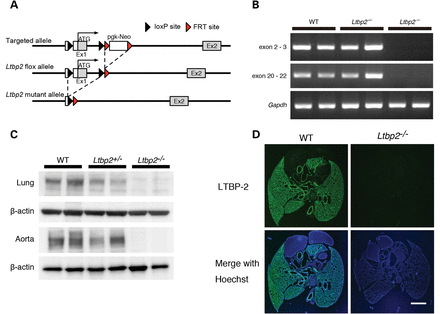 A
loxP site FRT site
ATG pgk-Neo
Targeted allele
Ex1 Ex2
ATG
Ltbp2 flox allele
Ex1 Ex2
Ltbp2 mutant allele
Ex2
B
WT Ltbp2+/− Ltbp2−/−
exon 2 - 3
exon 20 - 22
Gapdh
C
WT Ltbp2+/- Ltbp2-/-
Lung
β-actin
Aorta
β-actin
D
WT Ltbp2-/-
LTBP-2
Merge with
Hoechst